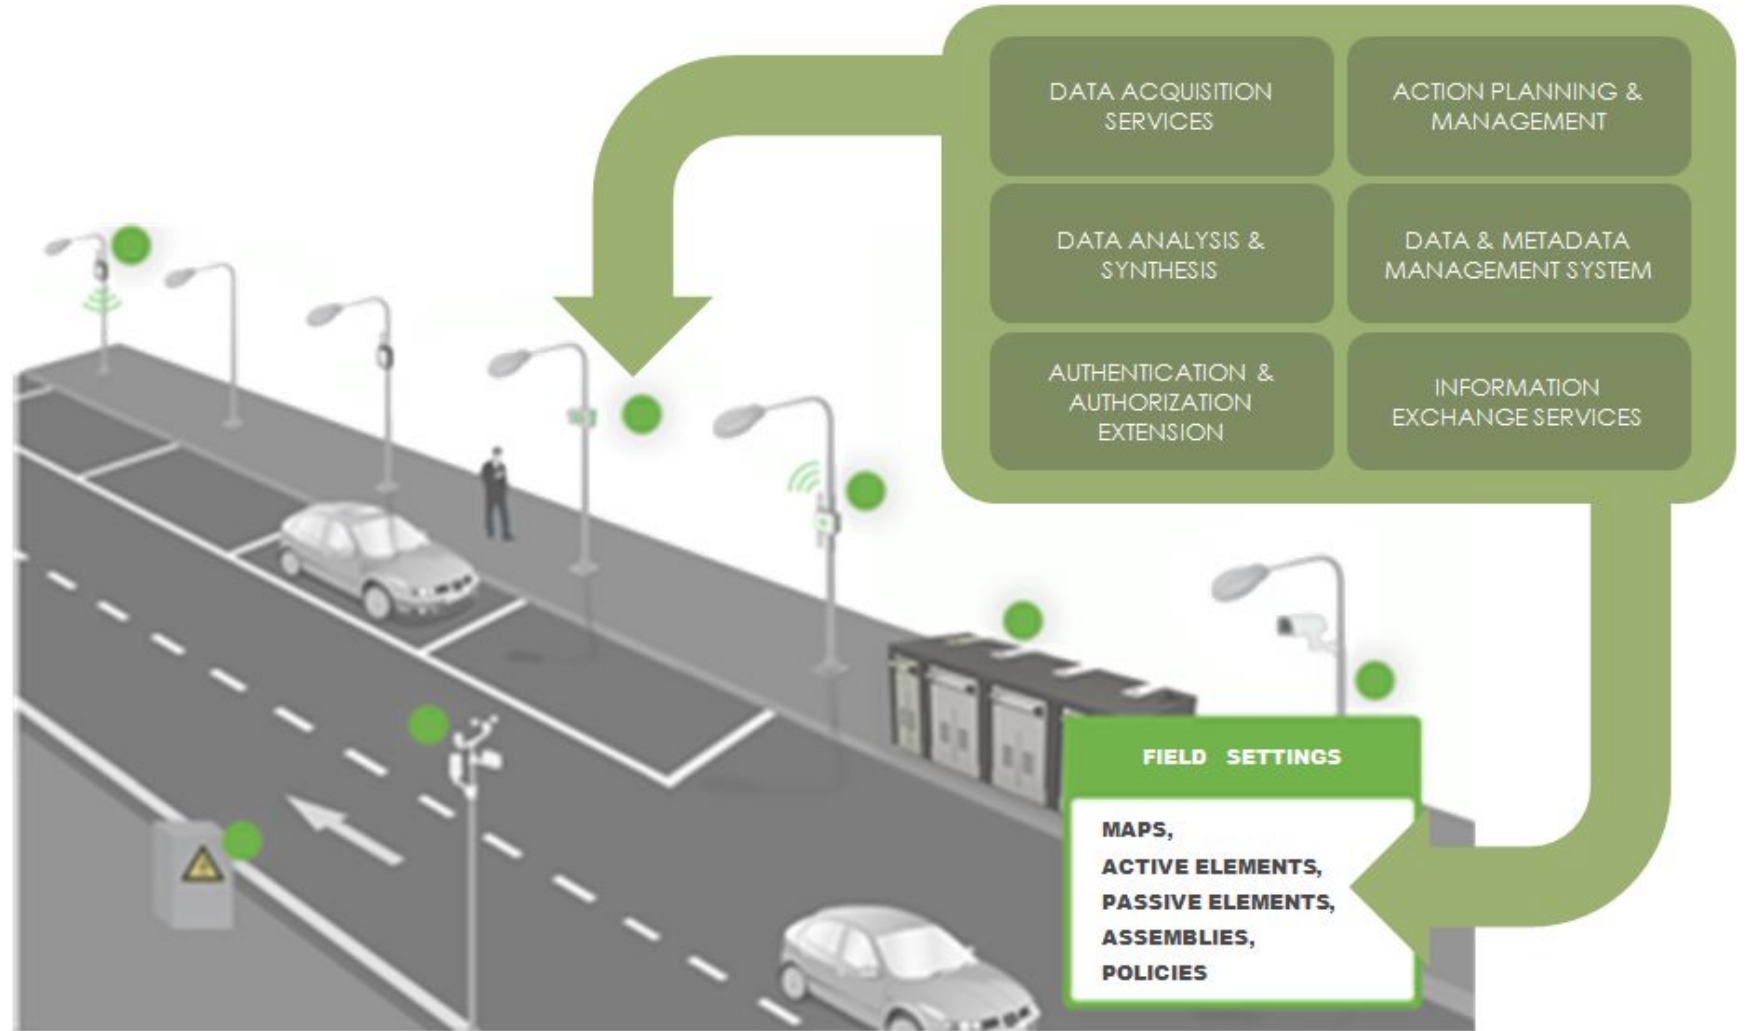 DATA ACQUISITION
SERVICES
ACTION PLANNING &
MANAGEMENT
DATA ANALYSIS &
SYNTHESIS
DATA & METADATA
MANAGEMENT SYSTEM
AUTHENTICATION &
AUTHORIZATION
EXTENSION
INFORMATION
EXCHANGE SERVICES
FIELD SETTINGS
MAPS,
ACTIVE ELEMENTS,
PASSIVE ELEMENTS,
ASSEMBLIES,
POLICIES